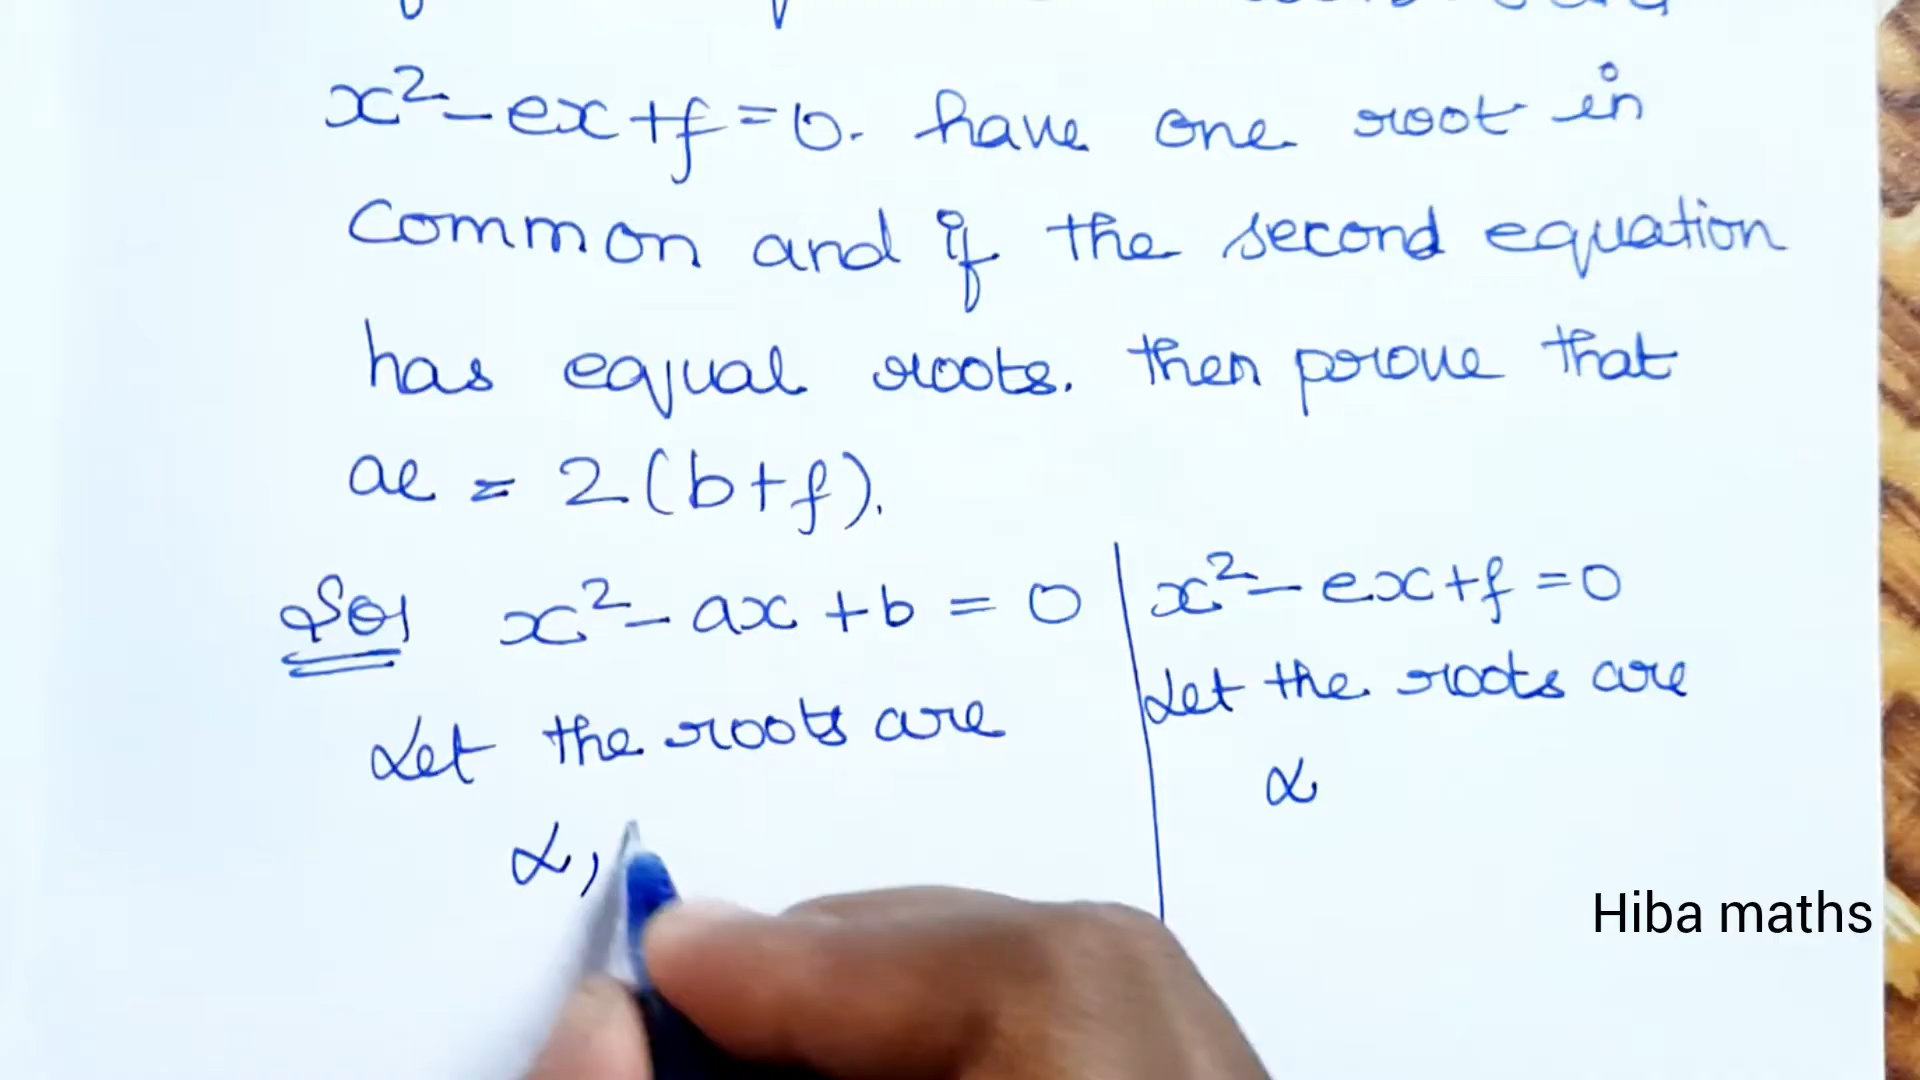 x² - ex + f = 0. have one root in
common and if the second equation
has equal roots. then prove that
ae = 2(b+f).
Sol x² - ax + b = 0 | x² - ex + f = 0
Let the roots are | Let the roots are
α, | α
Hiba maths